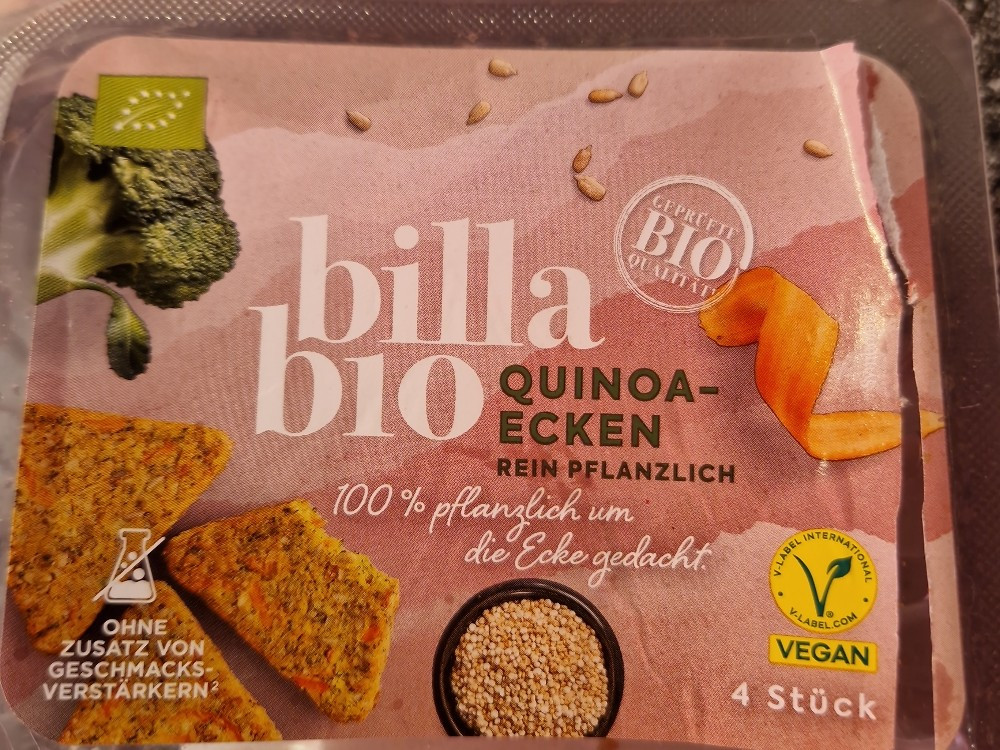 billa
bio
GEPRÜFTE
BIO
QUALITÄT
QUINOA-
ECKEN
REIN PFLANZLICH
100 % pflanzlich um
die Ecke gedacht.
OHNE
ZUSATZ VON
GESCHMACKS-
VERSTÄRKERN²
V-LABEL INTERNATIONAL
®
V-LABEL.COM
VEGAN
4 Stück